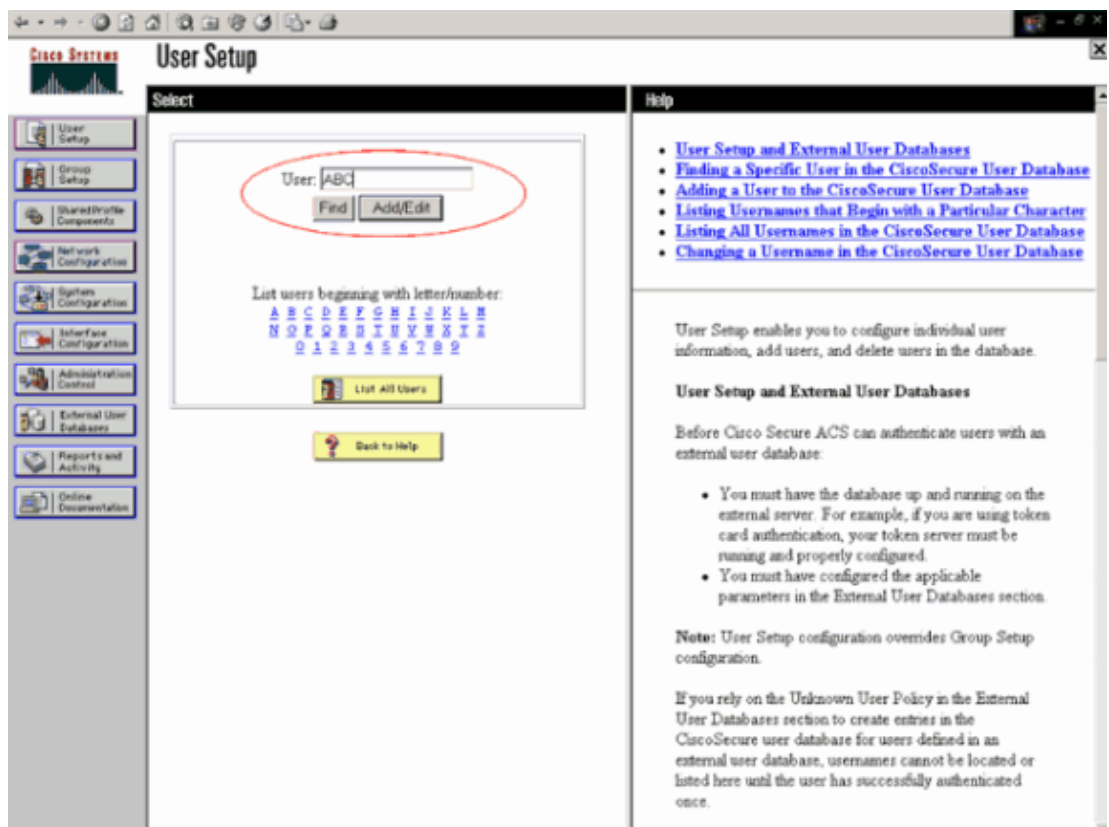 Cisco Systems
User Setup
User Setup
Group Setup
Shared Profile Components
Network Configuration
System Configuration
Interface Configuration
Administration Control
External User Databases
Reports and Activity
Online Documentation
Select
User: ABC
Find Add/Edit
List users beginning with letter/number:
A B C D E F G H I J K L M
N O P Q R S T U V W X Y Z
0 1 2 3 4 5 6 7 8 9
List All Users
Back to Help
Help
User Setup and External User Databases
Finding a Specific User in the CiscoSecure User Database
Adding a User to the CiscoSecure User Database
Listing Usernames that Begin with a Particular Character
Listing All Usernames in the CiscoSecure User Database
Changing a Username in the CiscoSecure User Database
User Setup enables you to configure individual user
information, add users, and delete users in the database.
User Setup and External User Databases
Before Cisco Secure ACS can authenticate users with an
external user database:
You must have the database up and running on the
external server. For example, if you are using token
card authentication, your token server must be
running and properly configured.
You must have configured the applicable
parameters in the External User Databases section.
Note: User Setup configuration overrides Group Setup
configuration.
If you rely on the Unknown User Policy in the External
User Databases section to create entries in the
CiscoSecure user database for users defined in an
external user database, usernames cannot be located or
listed here until the user has successfully authenticated
once.